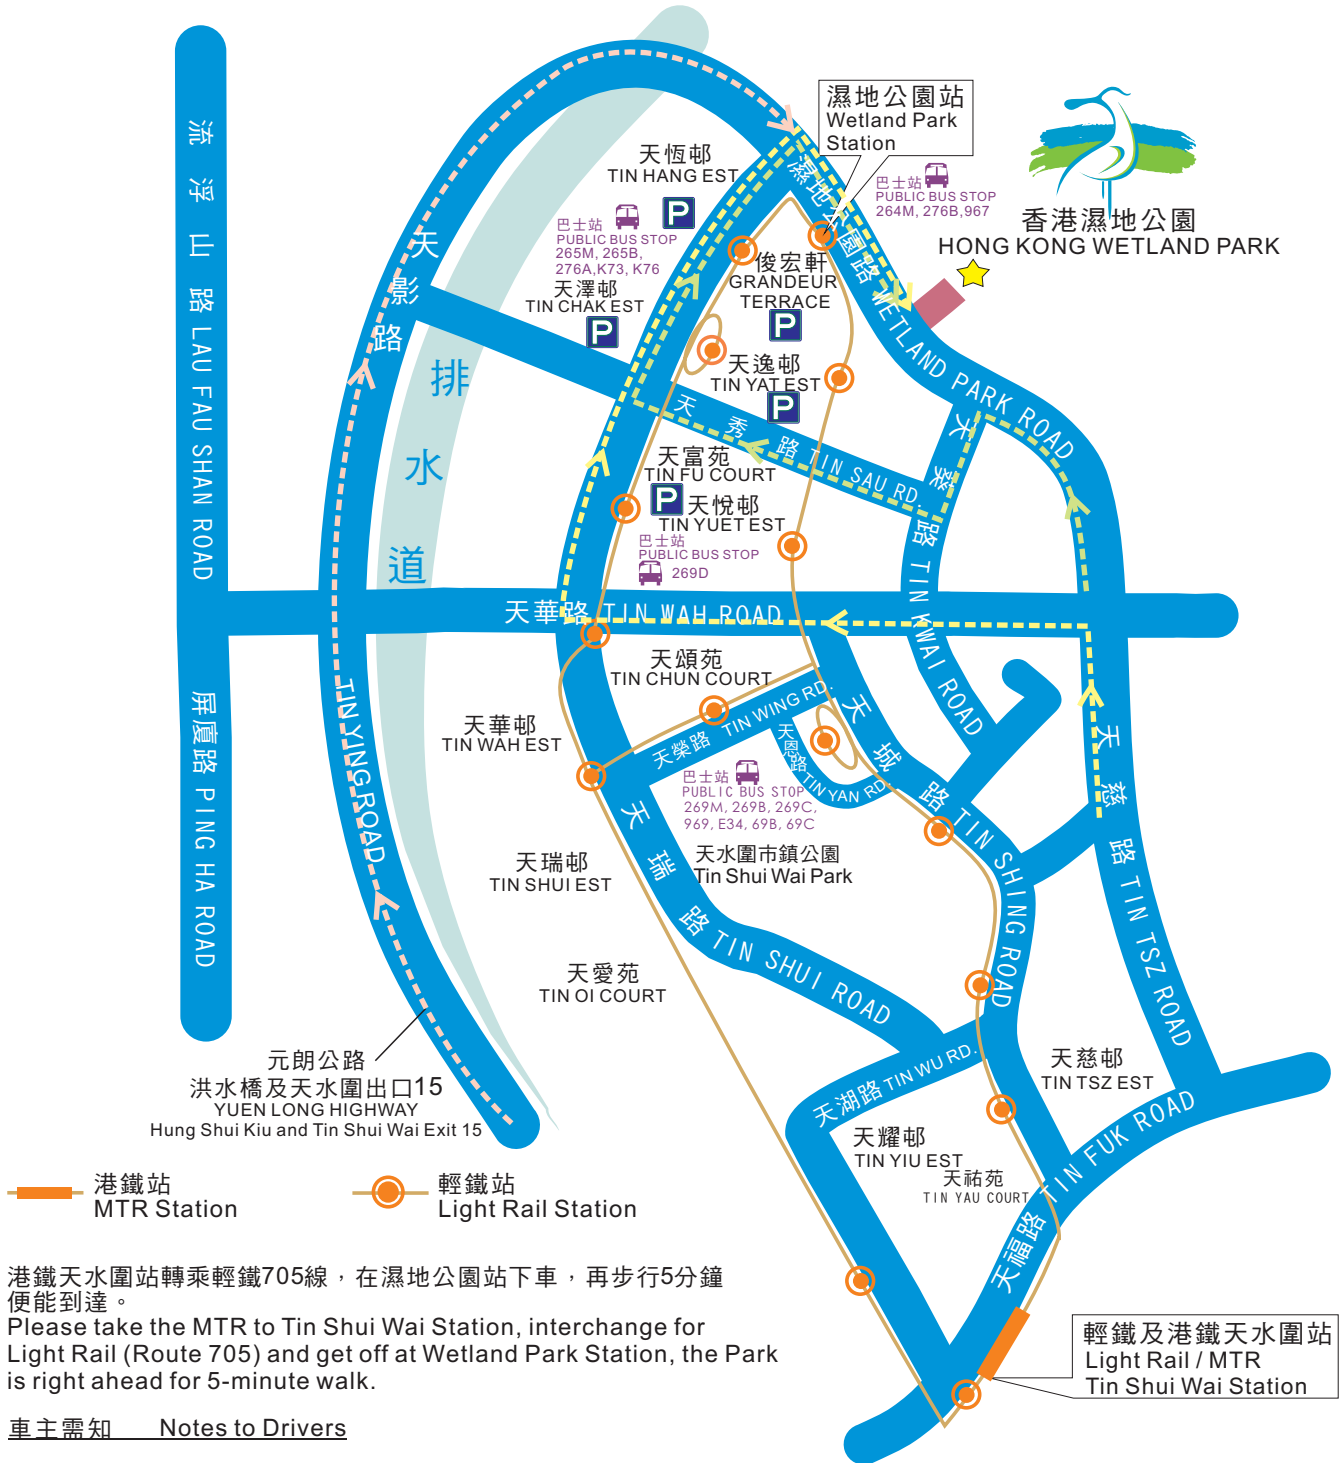 濕地公園站
Wetland Park
Station
巴士站
PUBLIC BUS STOP
264M, 276B,967
香港濕地公園
HONG KONG WETLAND PARK
天恆邨
TIN HANG EST
P
巴士站
PUBLIC BUS STOP
265M, 265B,
276A,K73, K76
天澤邨
TIN CHAK EST
P
俊宏軒
GRANDEUR
TERRACE
P
天逸邨
TIN YAT EST
P
濕地公園路 WETLAND PARK ROAD
流浮山路 LAU FAU SHAN ROAD
天影路
TIN YING ROAD
排水道
天秀路 TIN SAU RD.
天葵路 TIN KWAI ROAD
天富苑
TIN FU COURT
P
天悅邨
TIN YUET EST
巴士站
PUBLIC BUS STOP
269D
天華路 TIN WAH ROAD
天頌苑
TIN CHUN COURT
天華邨
TIN WAH EST
天榮路 TIN WING RD.
天恩路 TIN YAN RD.
天城路 TIN SHING ROAD
天慈路 TIN TSZ ROAD
屏廈路 PING HA ROAD
巴士站
PUBLIC BUS STOP
269M, 269B, 269C,
969, E34, 69B, 69C
天水圍市鎮公園
Tin Shui Wai Park
天瑞邨
TIN SHUI EST
天瑞路 TIN SHUI ROAD
天愛苑
TIN OI COURT
元朗公路
洪水橋及天水圍出口15
YUEN LONG HIGHWAY
Hung Shui Kiu and Tin Shui Wai Exit 15
天湖路 TIN WU RD.
天慈邨
TIN TSZ EST
天耀邨
TIN YIU EST
天祐苑
TIN YAU COURT
天福路 TIN FUK ROAD
港鐵站
MTR Station
輕鐵站
Light Rail Station
港鐵天水圍站轉乘輕鐵705線，在濕地公園站下車，再步行5分鐘
便能到達。
Please take the MTR to Tin Shui Wai Station, interchange for
Light Rail (Route 705) and get off at Wetland Park Station, the Park
is right ahead for 5-minute walk.
輕鐵及港鐵天水圍站
Light Rail / MTR
Tin Shui Wai Station
車主需知 Notes to Drivers